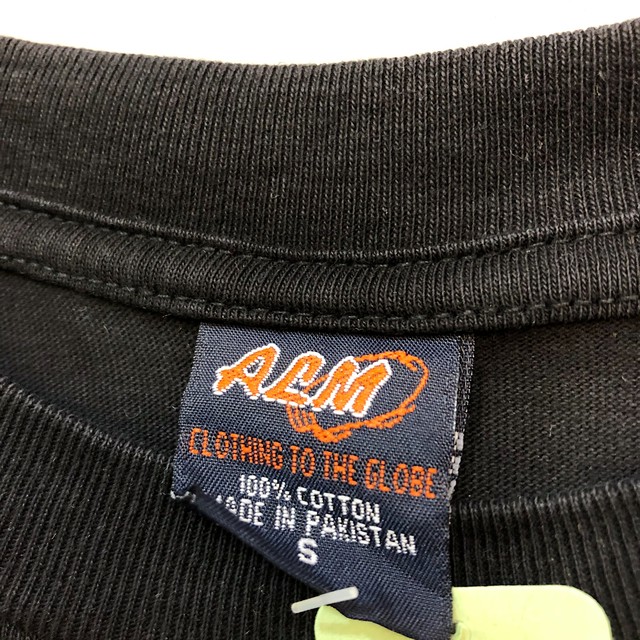 ALM
CLOTHING TO THE GLOBE
100% COTTON
MADE IN PAKISTAN
S